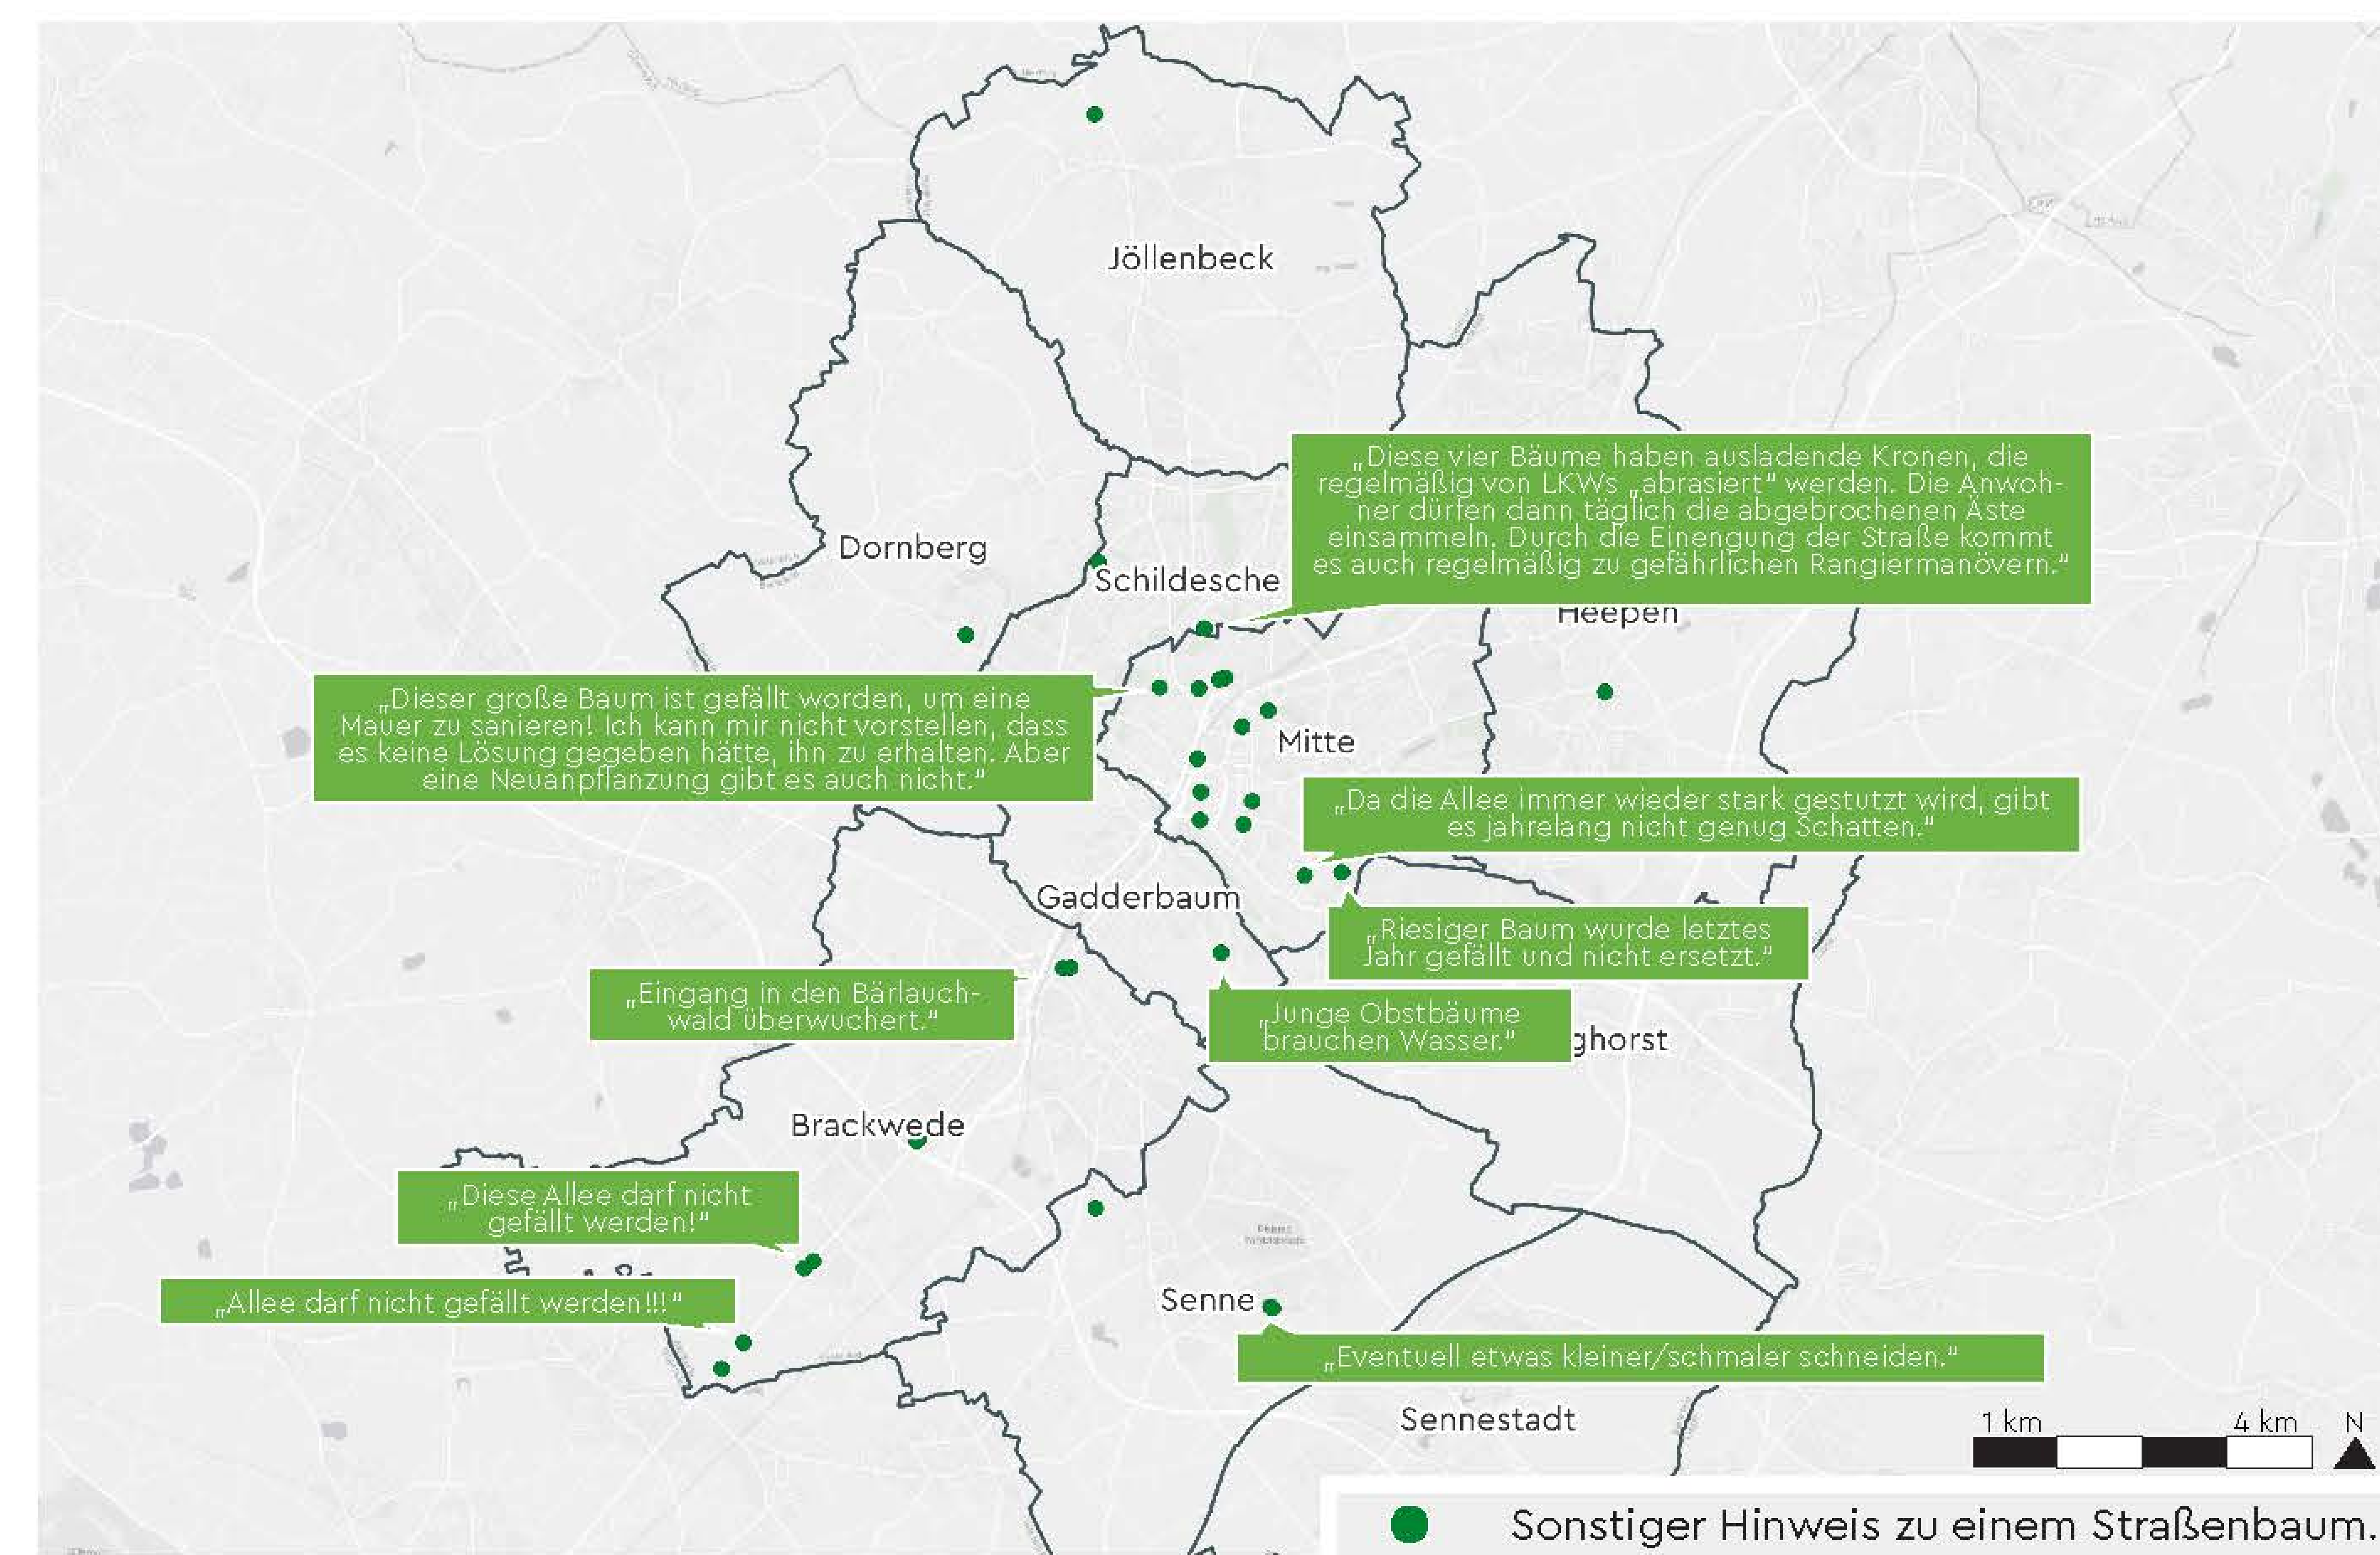 Jöllenbeck
„Diese vier Bäume haben ausladende Kronen, die
regelmäßig von LKWs „abrasiert“ werden. Die Anwoh-
ner dürfen dann täglich die abgebrochenen Äste
einsammeln. Durch die Einengung der Straße kommt
es auch regelmäßig zu gefährlichen Rangiermanövern.“
Dornberg
Schildesche
Heepen
„Dieser große Baum ist gefällt worden, um eine
Mauer zu sanieren! Ich kann mir nicht vorstellen, dass
es keine Lösung gegeben hätte, ihn zu erhalten. Aber
eine Neuanpflanzung gibt es auch nicht.“
Mitte
„Da die Allee immer wieder stark gestutzt wird, gibt
es jahrelang nicht genug Schatten.“
Gadderbaum
„Riesiger Baum wurde letztes
Jahr gefällt und nicht ersetzt.“
„Eingang in den Bärlauch-
wald überwuchert.“
„Junge Obstbäume
brauchen Wasser.“
ghorst
Brackwede
„Diese Allee darf nicht
gefällt werden!“
„Allee darf nicht gefällt werden!!!“
Senne
„Eventuell etwas kleiner/schmaler schneiden.“
Sennestadt
1 km 4 km N
Sonstiger Hinweis zu einem Straßenbaum.